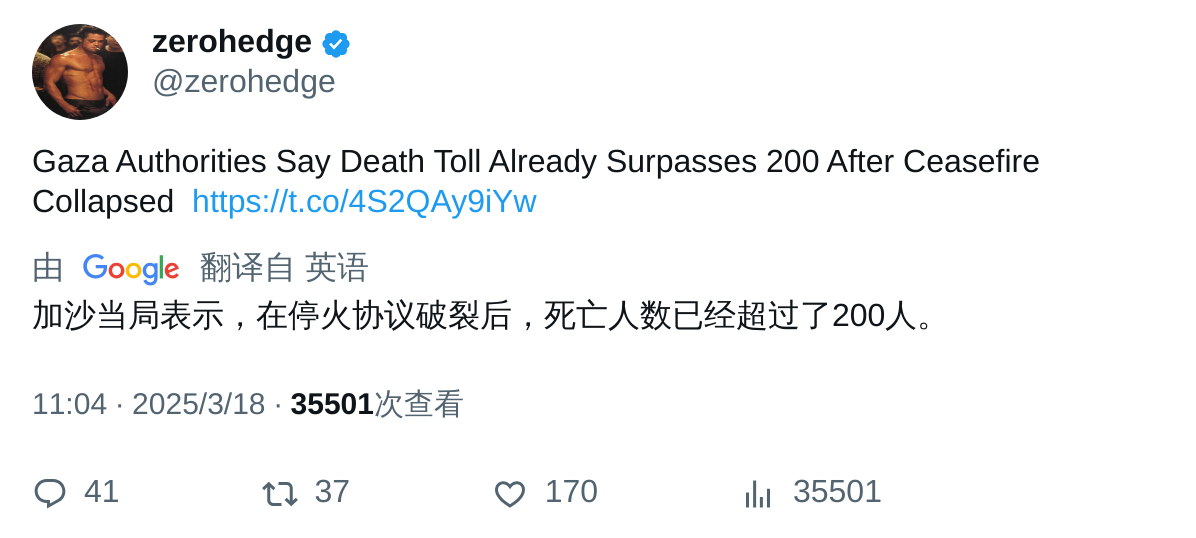 zerohedge
@zerohedge
Gaza Authorities Say Death Toll Already Surpasses 200 After Ceasefire
Collapsed https://t.co/4S2QAy9iYw
由 Google 翻译自 英语
加沙当局表示，在停火协议破裂后，死亡人数已经超过了200人。
11:04 · 2025/3/18 · 35501次查看
41 37 170 35501